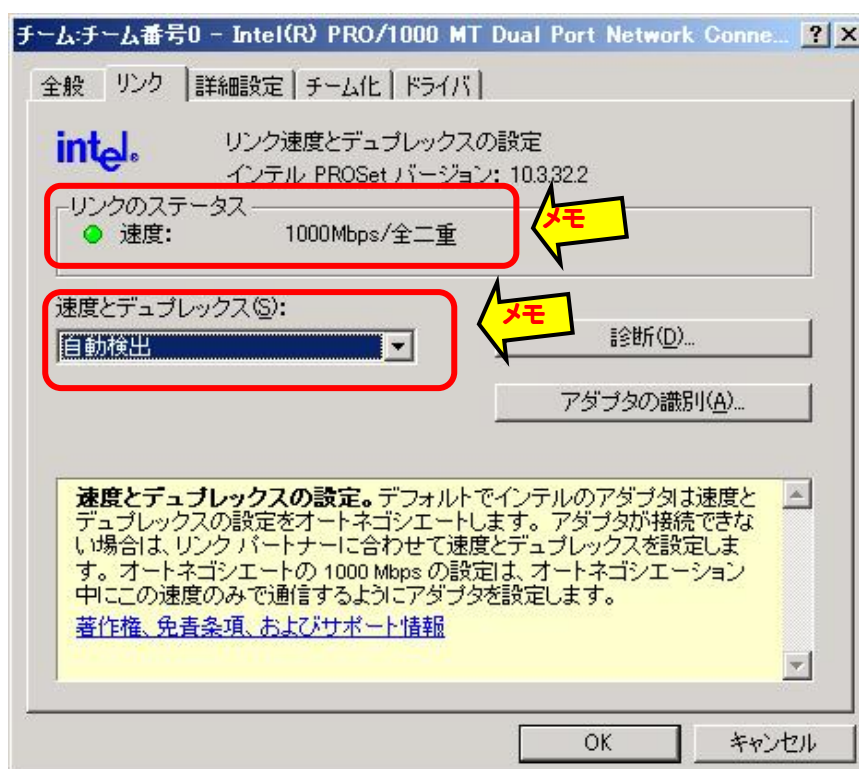 チーム:チーム番号0 - Intel(R) PRO/1000 MT Dual Port Network Conne...
全般 リンク 詳細設定 チーム化 ドライバ
intel®
リンク速度とデュプレックスの設定
インテル PROSet バージョン: 10.3.32.2
リンクのステータス
メモ
速度: 1000Mbps/全二重
速度とデュプレックス(S):
メモ
自動検出
診断(D)...
アダプタの識別(A)...
速度とデュプレックスの設定。デフォルトでインテルのアダプタは速度と
デュプレックスの設定をオートネゴシエートします。アダプタが接続できな
い場合は、リンク パートナーに合わせて速度とデュプレックスを設定しま
す。オートネゴシエートの 1000 Mbps の設定は、オートネゴシエーション
中にこの速度のみで通信するようにアダプタを設定します。
著作権、免責条項、およびサポート情報
OK キャンセル